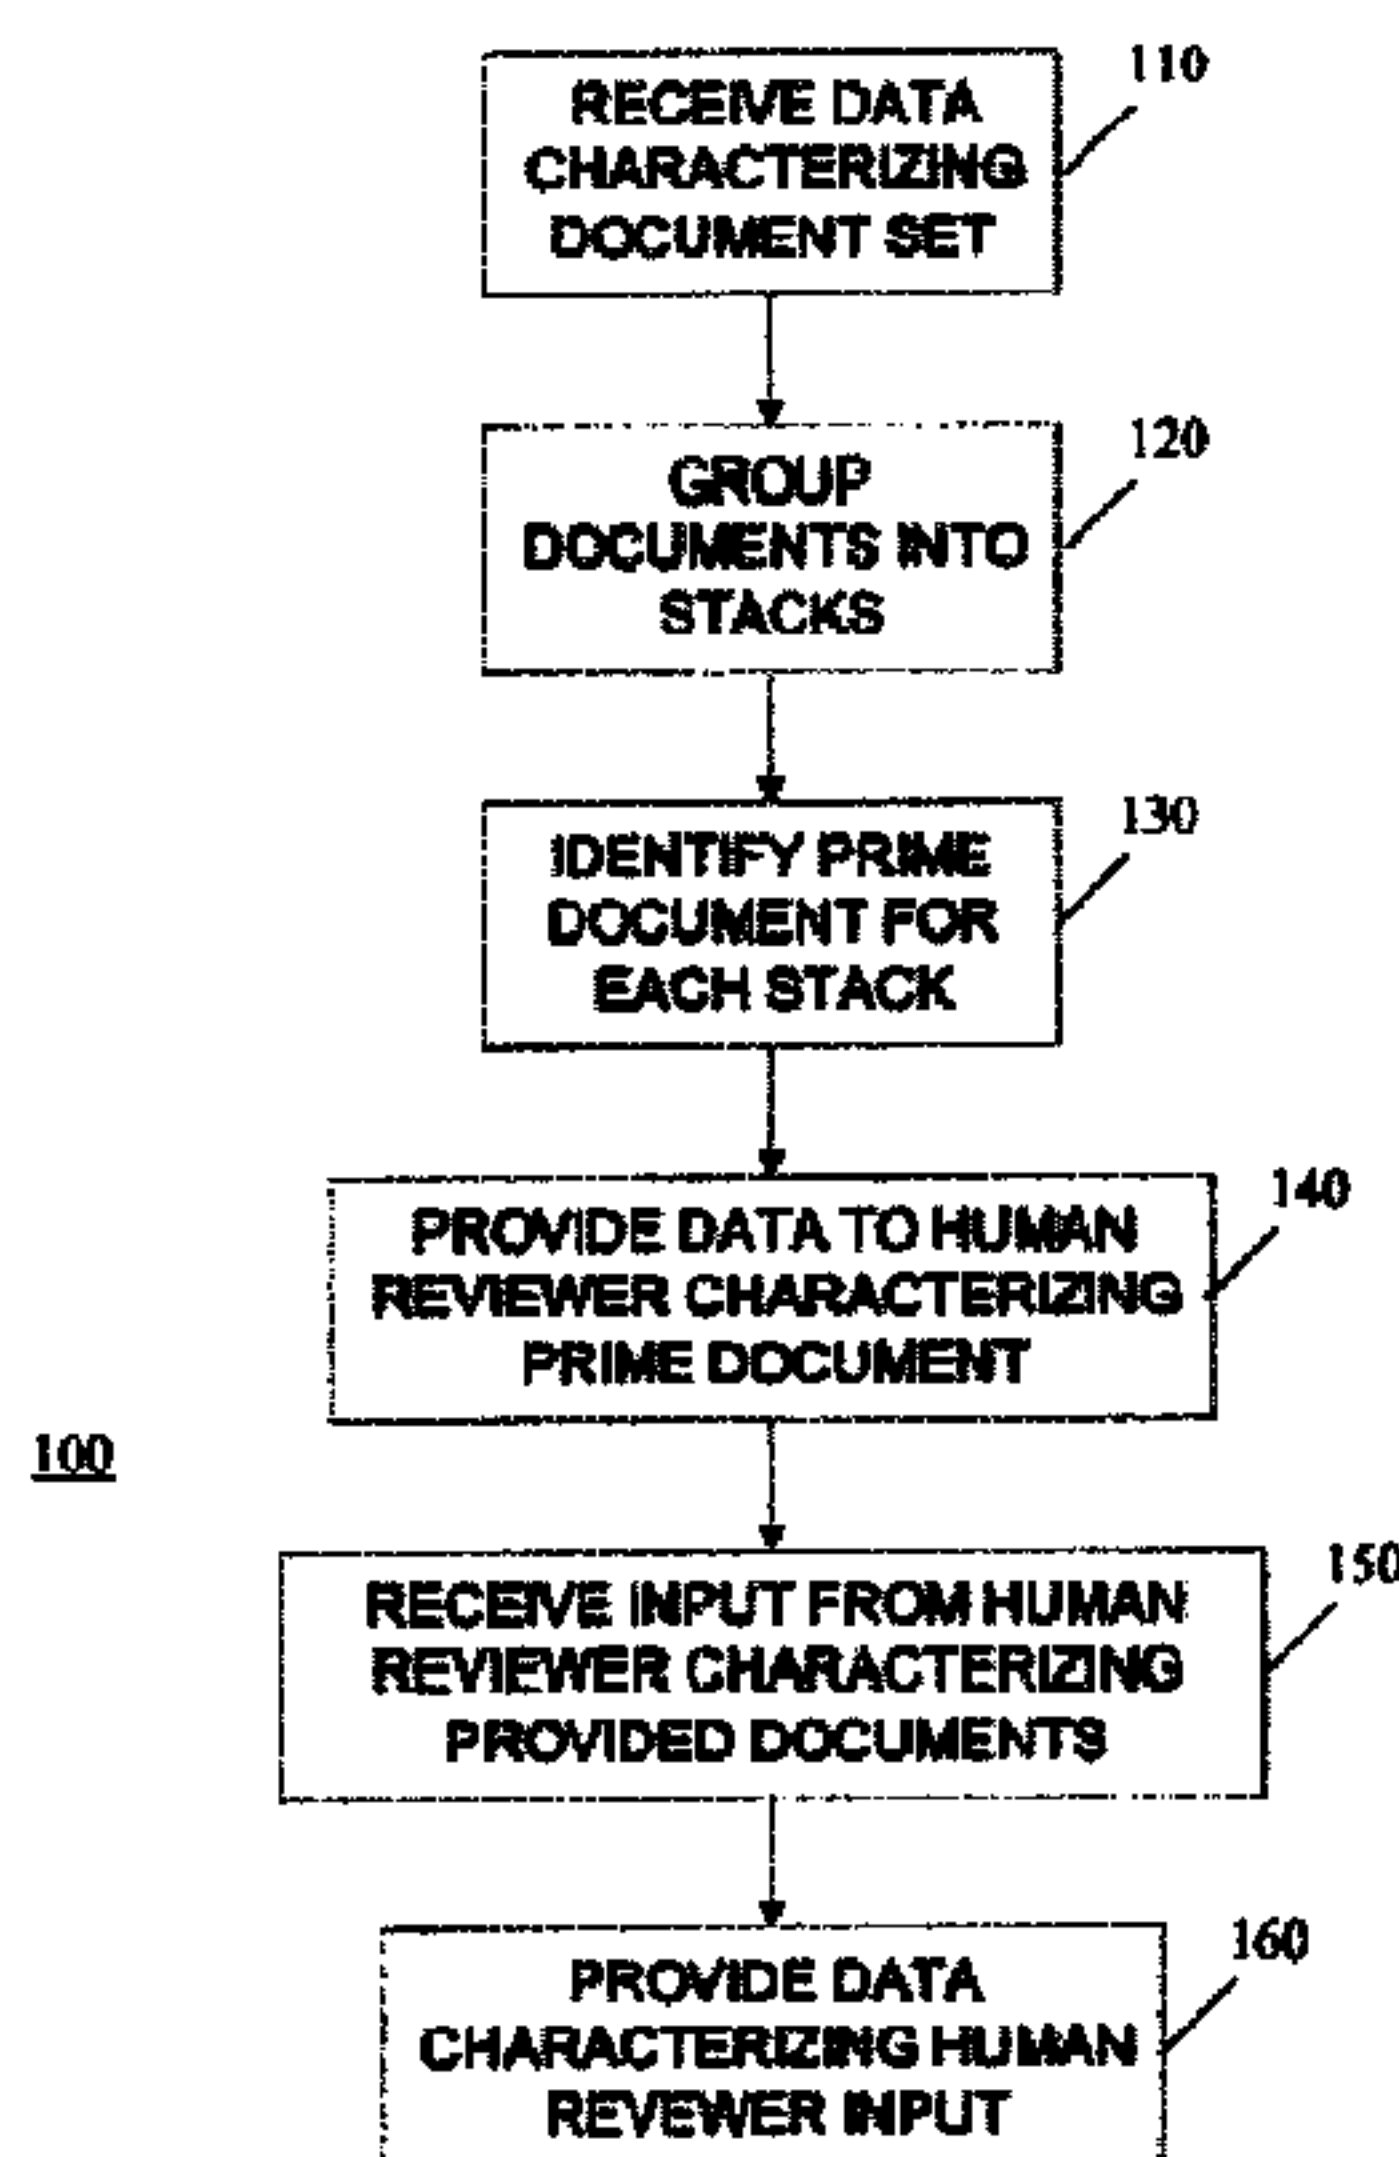 110
RECEIVE DATA
CHARACTERIZING
DOCUMENT SET
120
GROUP
DOCUMENTS INTO
STACKS
130
IDENTIFY PRIME
DOCUMENT FOR
EACH STACK
140
PROVIDE DATA TO HUMAN
REVIEWER CHARACTERIZING
PRIME DOCUMENT
100
150
RECEIVE INPUT FROM HUMAN
REVIEWER CHARACTERIZING
PROVIDED DOCUMENTS
160
PROVIDE DATA
CHARACTERIZING HUMAN
REVEWER INPUT